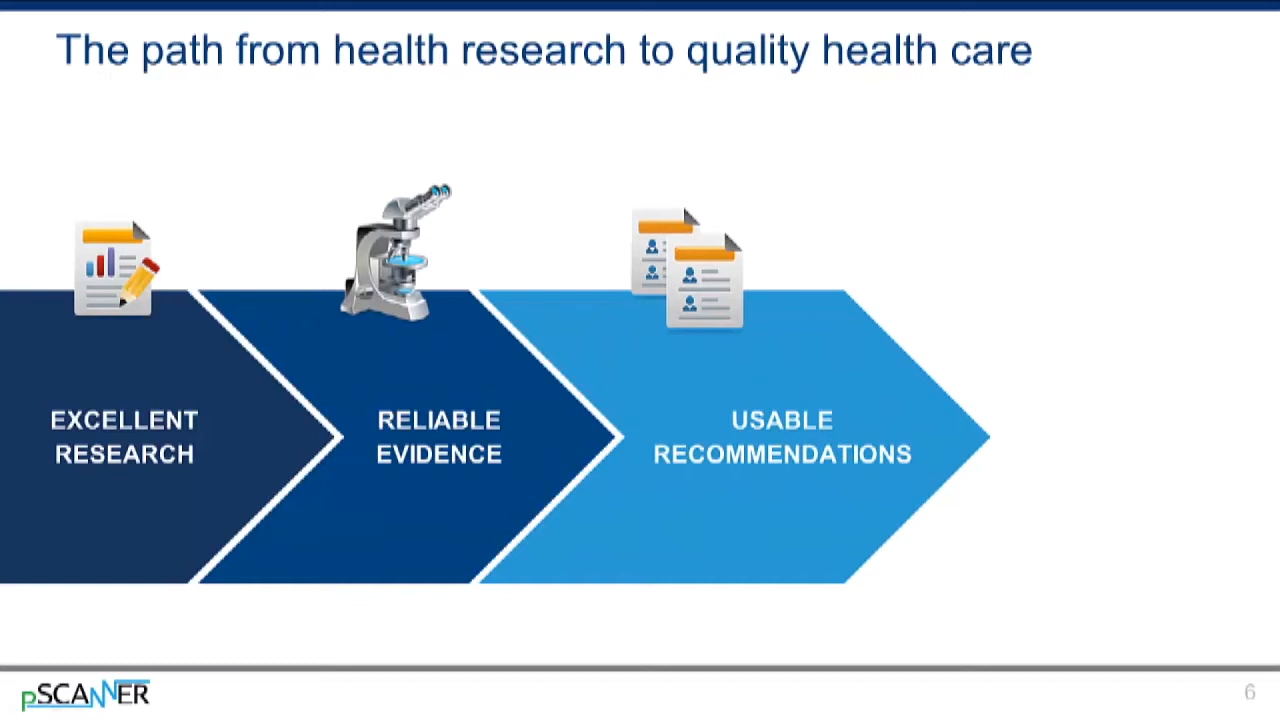 The path from health research to quality health care
EXCELLENT
RESEARCH
RELIABLE
EVIDENCE
USABLE
RECOMMENDATIONS
pSCANNER
6